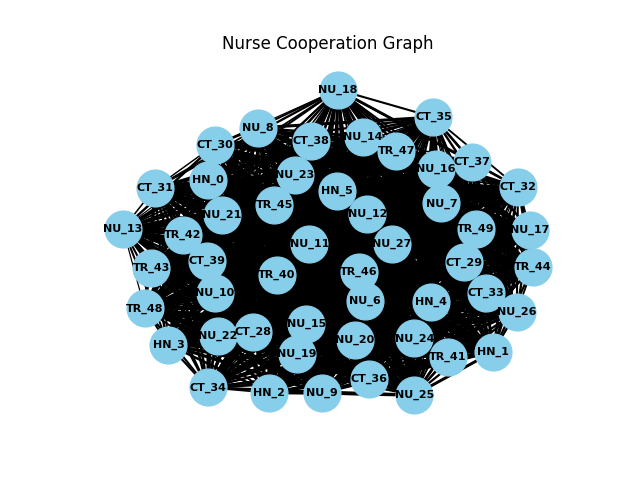 Nurse Cooperation Graph
NU_18
CT_35
NU_8
NU_14
CT_38
CT_30
TR_47
CT_37
NU_16
NU_23
HN_0
CT_32
CT_31
HN_5
NU_7
TR_45
NU_12
NU_21
NU_13
TR_49
NU_17
TR_42
NU_11
NU_27
CT_39
CT_29
TR_44
TR_43
TR_46
TR_40
NU_10
CT_33
NU_6
HN_4
TR_48
NU_26
NU_15
CT_28
NU_22
NU_24
NU_20
HN_3
HN_1
NU_19
TR_41
CT_36
CT_34
HN_2
NU_9
NU_25